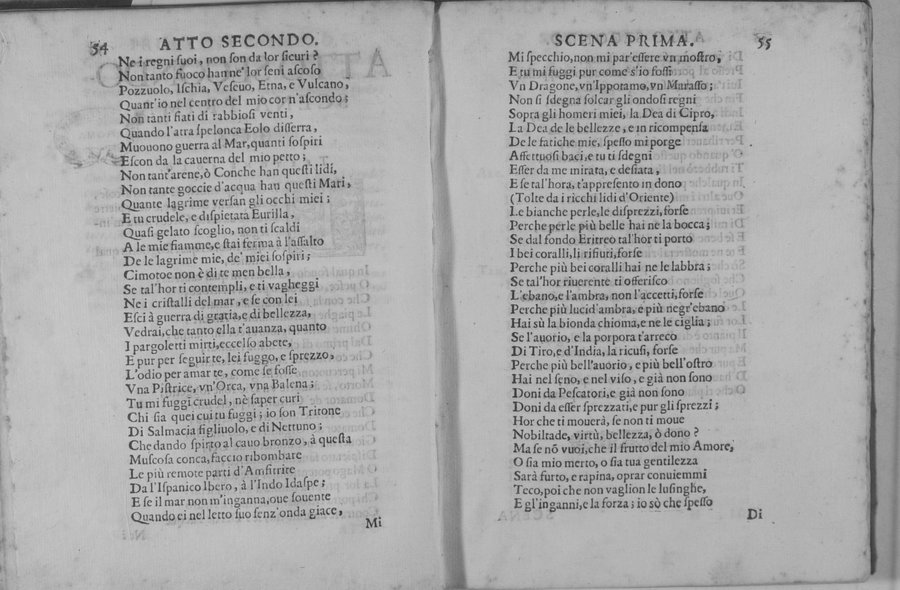 54
ATTO SECONDO.
Ne i regni suoi, non son da lor sicuri?
Non tanto fuoco han ne' lor seni ascoso
Pozzuolo, Ischia, Vesuuo, Etna, e Vulcano,
Quant'io nel centro del mio cor n'ascondo;
Non tanti fiati di rabbiosi venti,
Quando l'atra spelonca Eolo disserra,
Muouono guerra al Mar, quanti sospiri
Escon da la cauerna del mio petto;
Non tant'arene, ò Conche han questi lidi,
Non tante goccie d'acqua han questi Mari,
Quante lagrime versan gli occhi miei;
E tu crudele, e dispietata Eurilla,
Quasi gelato scoglio, non ti scaldi
A le mie fiamme, e stai ferma à l'assalto
De le lagrime mie, de' miei sospiri;
Cimotoe non è di te men bella,
Se tal'hor ti contempli, e ti vagheggi
Ne i cristalli del mar, e se con lei
Esci à guerra di gratia, e di bellezza,
Vedrai, che tanto ella t'auanza, quanto
I pargoletti mirti, eccelso abete,
E pur per seguir te, lei fuggo, e sprezzo,
L'odio per amar te, come se fosse
Vna Pistrice, vn'Orca, vna Balena;
Tu mi fuggi crudel, nè saper curi
Chi sia quei cui tu fuggi; io son Tritone
Di Salmacia figliuolo, e di Nettuno;
Che dando spirto al cauo bronzo, à questa
Muscosa conca, faccio ribombare
Le più remote parti d'Amfitrite
Da l'Ispanico Ibero, à l'Indo Idaspe;
E se il mar non m'inganna, oue souente
Quando ei nel letto suo senz'onda giace,
Mi
SCENA PRIMA.
55
Mi specchio, non mi par'essere vn mostro,
E tu mi fuggi pur come s'io fossi
Vn Dragone, vn'Ippotamo, vn Marasso;
Non si sdegna solcar gli ondosi regni
Sopra gli homeri miei, la Dea di Cipro,
La Dea de le bellezze, e in ricompensa
De le fatiche mie, spesso mi porge
Affettuosi baci, e tu ti sdegni
Esser da me mirata, e desiata,
E se tal'hora, t'appresento in dono
(Tolte da i ricchi lidi d'Oriente)
Le bianche perle, le disprezzi, forse
Perche perle più belle hai ne la bocca;
Se dal fondo Eritreo tal'hor ti porto
I bei coralli, li rifiuti, forse
Perche più bei coralli hai ne le labbra;
Se tal'hor riuerente ti offerisco
L'ebano, e l'ambra, non l'accetti, forse
Perche più lucid'ambra, e più negr'ebano
Hai sù la bionda chioma, e ne le ciglia;
Se l'auorio, e la porpora t'arreco
Di Tiro, e d'India, la ricusi, forse
Perche più bell'auorio, e più bell'ostro
Hai nel seno, e nel viso, e già non sono
Doni da Pescatori, e già non sono
Doni da esser sprezzati, e pur gli sprezzi;
Hor che ti mouerà, se non ti moue
Nobiltade, virtù, bellezza, ò dono?
Ma se nõ vuoi, che il frutto del mio Amore,
O sia mio merto, o sia tua gentilezza
Sarà furto, e rapina, oprar conuiemmi
Teco, poi che non vaglion le lusinghe,
E gl'inganni, e la forza; io sò che spesso
Di